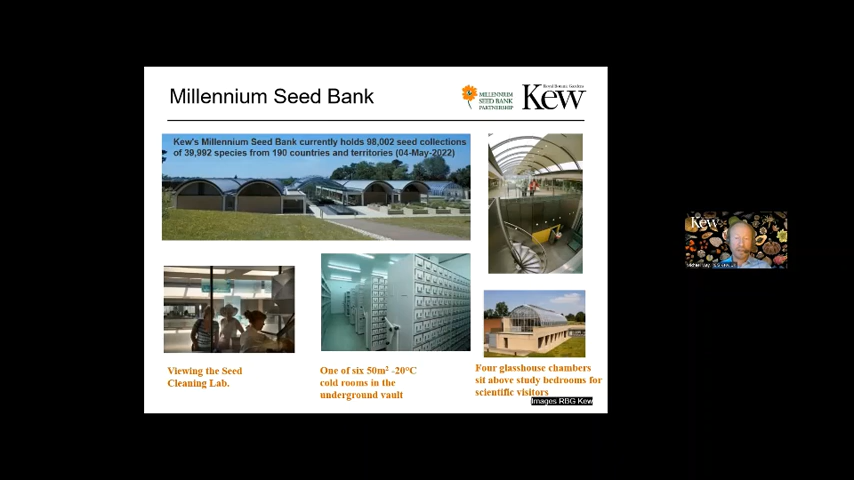 Millennium Seed Bank
MILLENNIUM
SEED BANK
PARTNERSHIP
Royal Botanic Gardens
Kew
Kew's Millennium Seed Bank currently holds 98,002 seed collections
of 39,992 species from 190 countries and territories (04-May-2022)
Kew
Viewing the Seed
Cleaning Lab.
One of six 50m² -20°C
cold rooms in the
underground vault
Four glasshouse chambers
sit above study bedrooms for
scientific visitors
Images RBG Kew